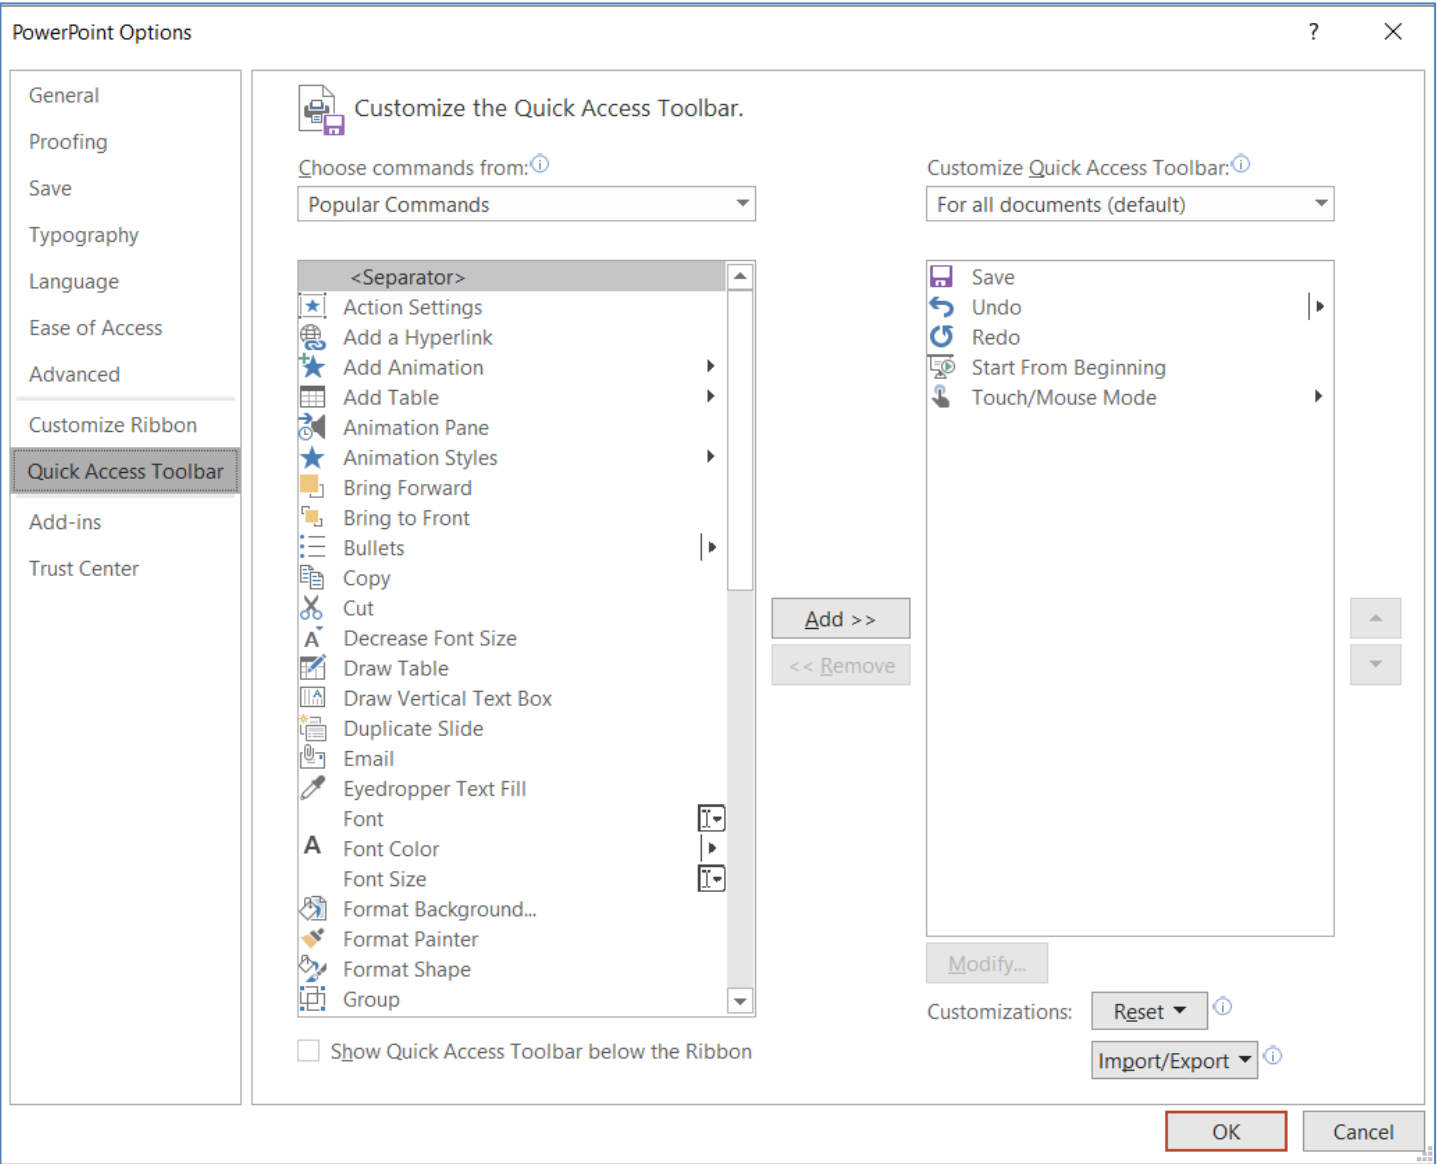 PowerPoint Options
?
General
Proofing
Save
Typography
Language
Ease of Access
Advanced
Customize Ribbon
Quick Access Toolbar
Add-ins
Trust Center
Customize the Quick Access Toolbar.
Choose commands from:
Popular Commands
<Separator>
Action Settings
Add a Hyperlink
Add Animation
Add Table
Animation Pane
Animation Styles
Bring Forward
Bring to Front
Bullets
Copy
Cut
Decrease Font Size
Draw Table
Draw Vertical Text Box
Duplicate Slide
Email
Eyedropper Text Fill
Font
Font Color
Font Size
Format Background...
Format Painter
Format Shape
Group
Show Quick Access Toolbar below the Ribbon
Add >>
<< Remove
Customize Quick Access Toolbar:
For all documents (default)
Save
Undo
Redo
Start From Beginning
Touch/Mouse Mode
Modify...
Customizations:
Reset
Import/Export
OK
Cancel